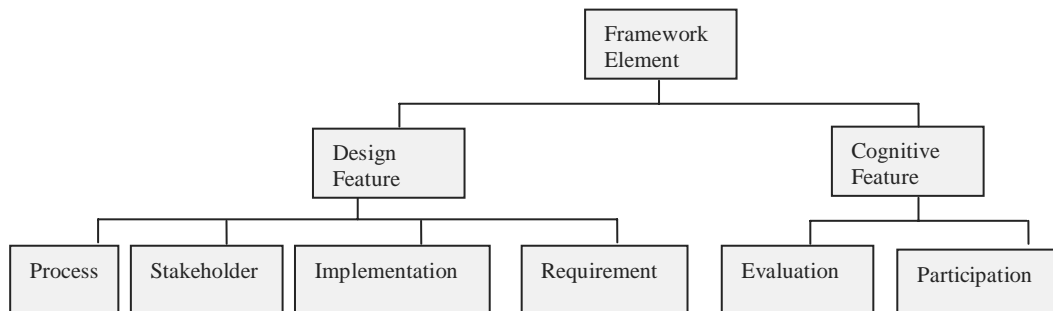 Framework
Element
Design
Feature
Cognitive
Feature
Process
Stakeholder
Implementation
Requirement
Evaluation
Participation